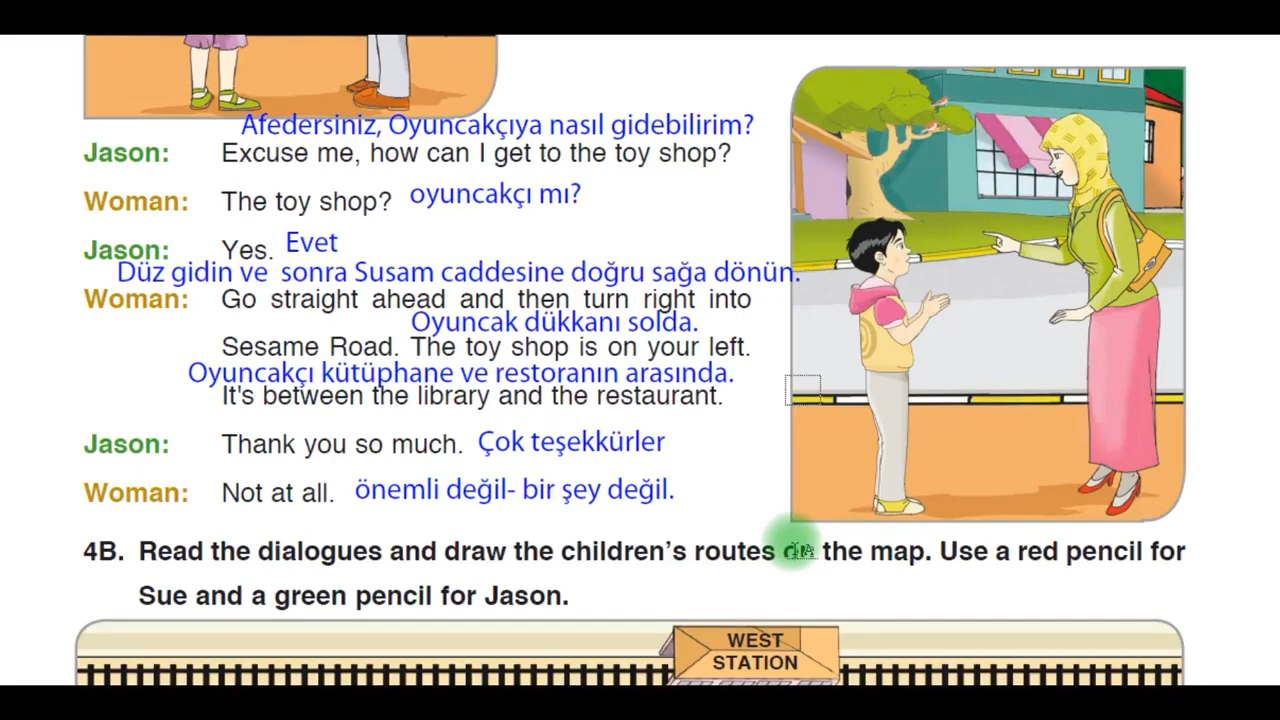 Afedersiniz, Oyuncakçıya nasıl gidebilirim?
Jason: Excuse me, how can I get to the toy shop?
Woman: The toy shop? oyuncakçı mı?
Jason: Yes. Evet
Düz gidin ve sonra Susam caddesine doğru sağa dönün.
Woman: Go straight ahead and then turn right into
Oyuncak dükkanı solda.
Sesame Road. The toy shop is on your left.
Oyuncakçı kütüphane ve restoranın arasında.
It's between the library and the restaurant.
Jason: Thank you so much. Çok teşekkürler
Woman: Not at all. önemli değil- bir şey değil.
4B. Read the dialogues and draw the children's routes on the map. Use a red pencil for
Sue and a green pencil for Jason.
WEST
STATION